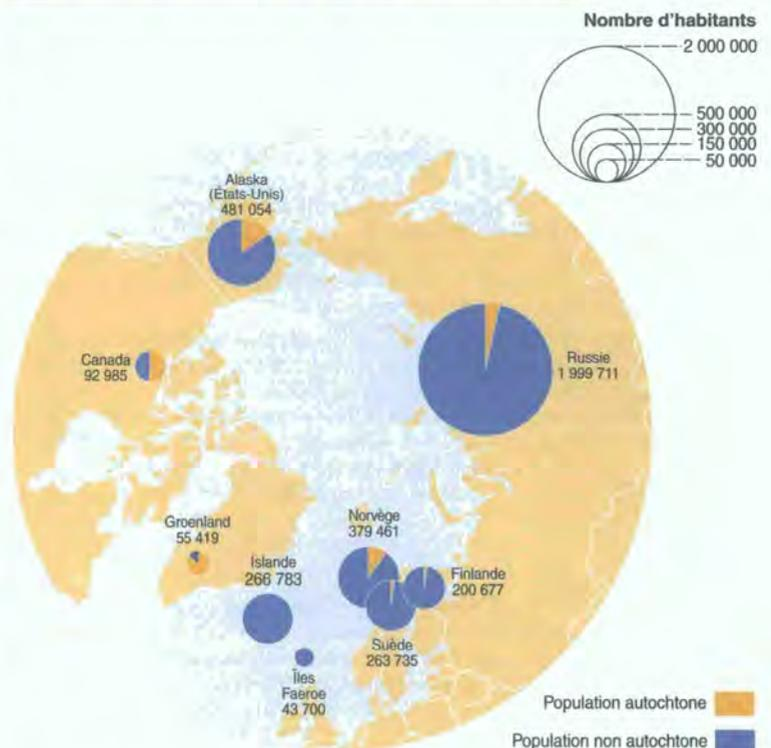 Nombre d'habitants
2 000 000
500 000
300 000
150 000
50 000
Alaska
(États-Unis)
481 054
Canada
92 985
Russie
1 999 711
Groenland
55 419
Islande
266 783
Norvège
379 461
Finlande
200 677
Suède
263 735
Îles
Faeroe
43 700
Population autochtone
Population non autochtone